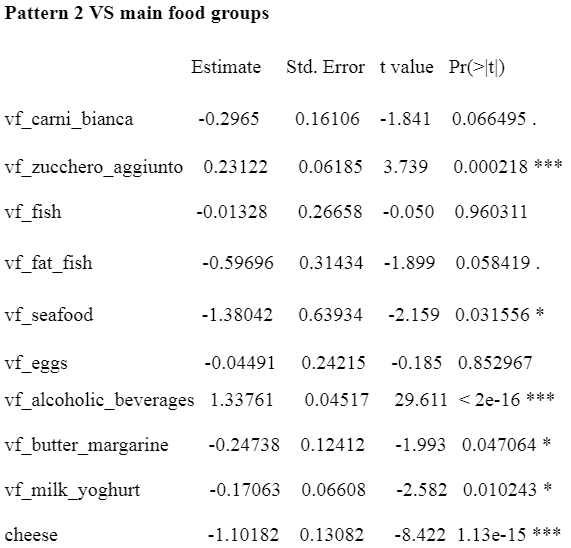 Pattern 2 VS main food groups
Estimate Std. Error t value Pr(>|t|)
vf_carni_bianca -0.2965 0.16106 -1.841 0.066495 .
vf_zucchero_aggiunto 0.23122 0.06185 3.739 0.000218 ***
vf_fish -0.01328 0.26658 -0.050 0.960311
vf_fat_fish -0.59696 0.31434 -1.899 0.058419 .
vf_seafood -1.38042 0.63934 -2.159 0.031556 *
vf_eggs -0.04491 0.24215 -0.185 0.852967
vf_alcoholic_beverages 1.33761 0.04517 29.611 < 2e-16 ***
vf_butter_margarine -0.24738 0.12412 -1.993 0.047064 *
vf_milk_yoghurt -0.17063 0.06608 -2.582 0.010243 *
cheese -1.10182 0.13082 -8.422 1.13e-15 ***